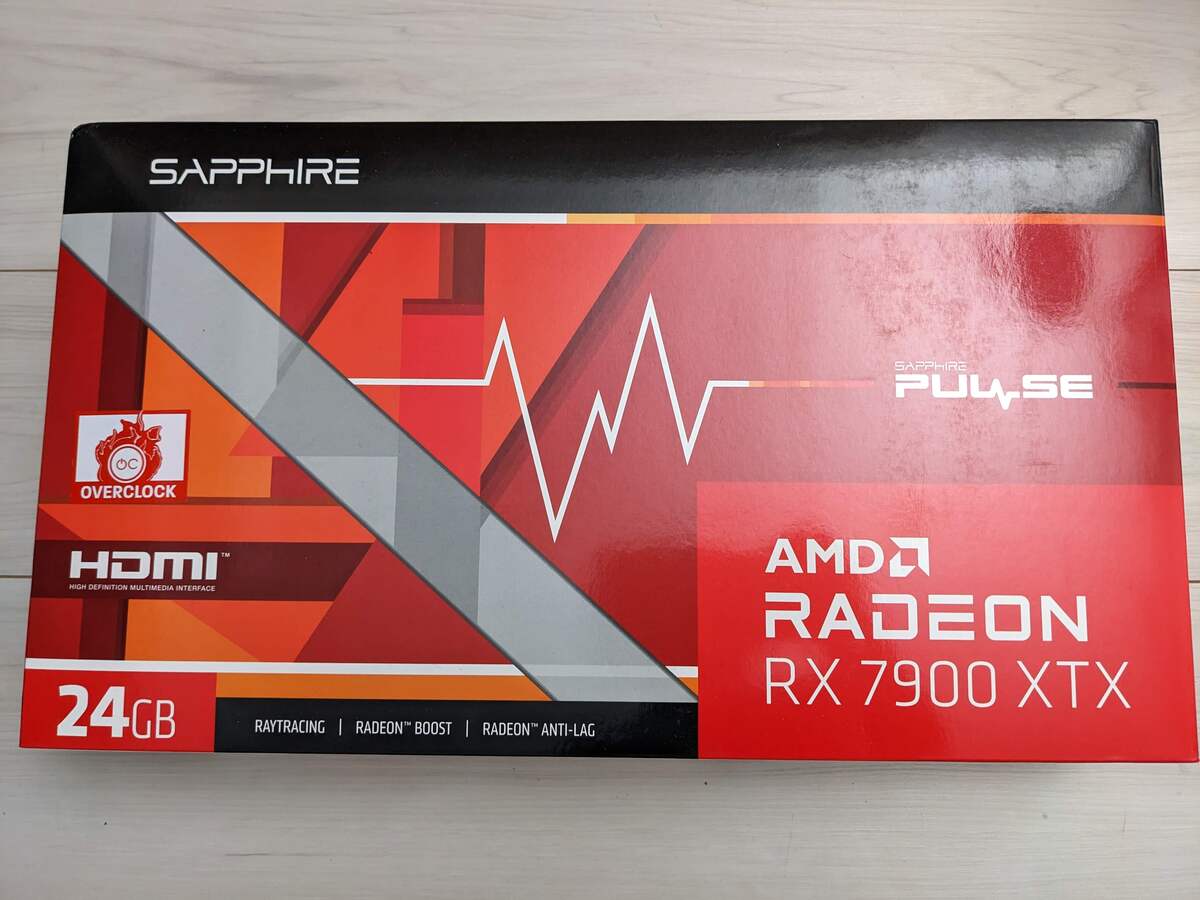 SAPPHIRE
SAPPHIRE
PULSE
OC
OVERCLOCK
HDMI™
HIGH DEFINITION MULTIMEDIA INTERFACE
AMD
RADEON
RX 7900 XTX
24GB
RAYTRACING | RADEON™ BOOST | RADEON™ ANTI-LAG